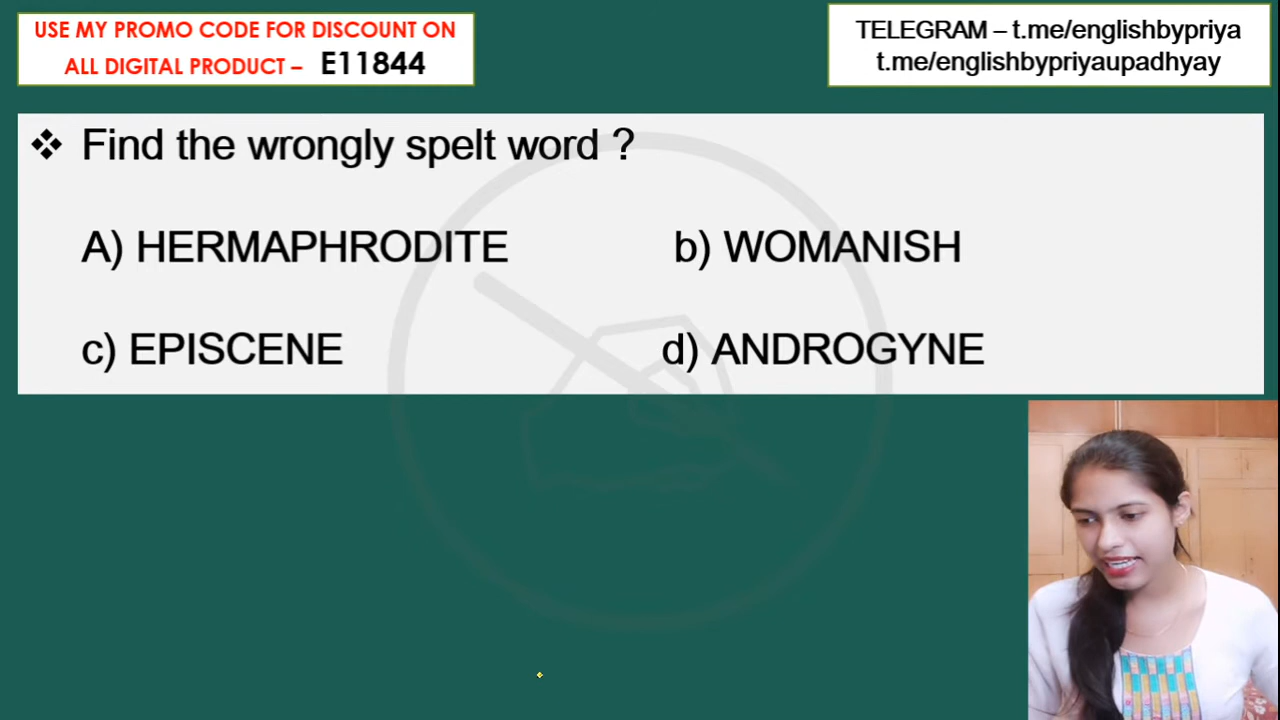 USE MY PROMO CODE FOR DISCOUNT ON
ALL DIGITAL PRODUCT – E11844
TELEGRAM – t.me/englishbypriya
t.me/englishbypriyaupadhyay
❖ Find the wrongly spelt word ?
A) HERMAPHRODITE b) WOMANISH
c) EPISCENE d) ANDROGYNE